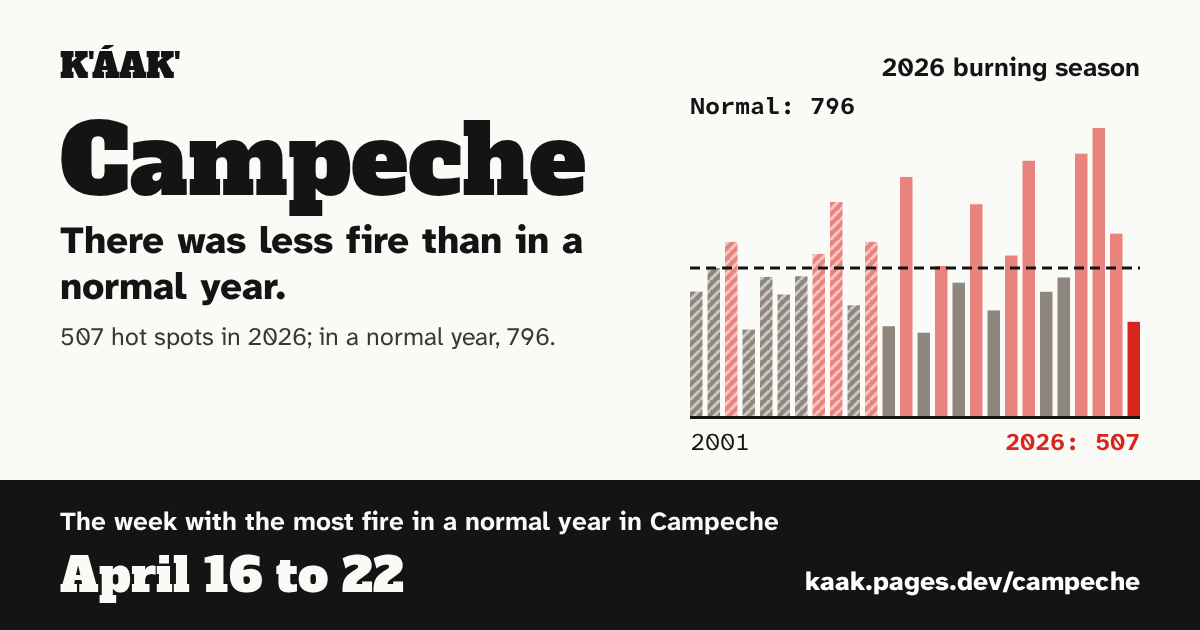 K'ÁAK'
2026 burning season
Campeche
There was less fire than in a
normal year.
507 hot spots in 2026; in a normal year, 796.
Normal: 796
2001
2026: 507
The week with the most fire in a normal year in Campeche
April 16 to 22
kaak.pages.dev/campeche